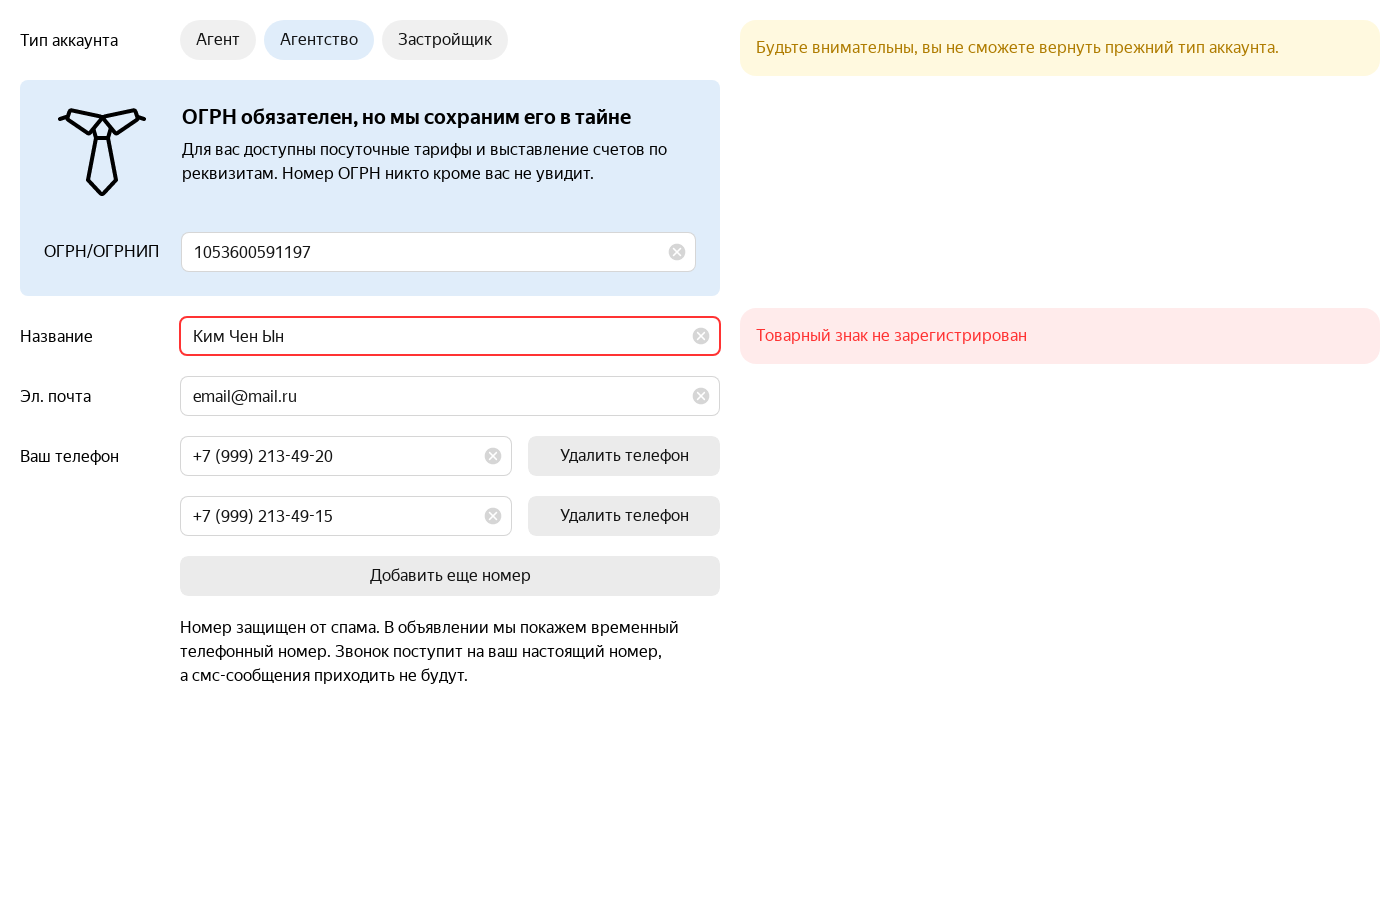 Тип аккаунта
Агент
Агентство
Застройщик
Будьте внимательны, вы не сможете вернуть прежний тип аккаунта.
ОГРН обязателен, но мы сохраним его в тайне
Для вас доступны посуточные тарифы и выставление счетов по
реквизитам. Номер ОГРН никто кроме вас не увидит.
ОГРН/ОГРНИП
1053600591197
Название
Ким Чен Ын
Товарный знак не зарегистрирован
Эл. почта
email@mail.ru
Ваш телефон
+7 (999) 213-49-20
Удалить телефон
+7 (999) 213-49-15
Удалить телефон
Добавить еще номер
Номер защищен от спама. В объявлении мы покажем временный
телефонный номер. Звонок поступит на ваш настоящий номер,
а смс-сообщения приходить не будут.